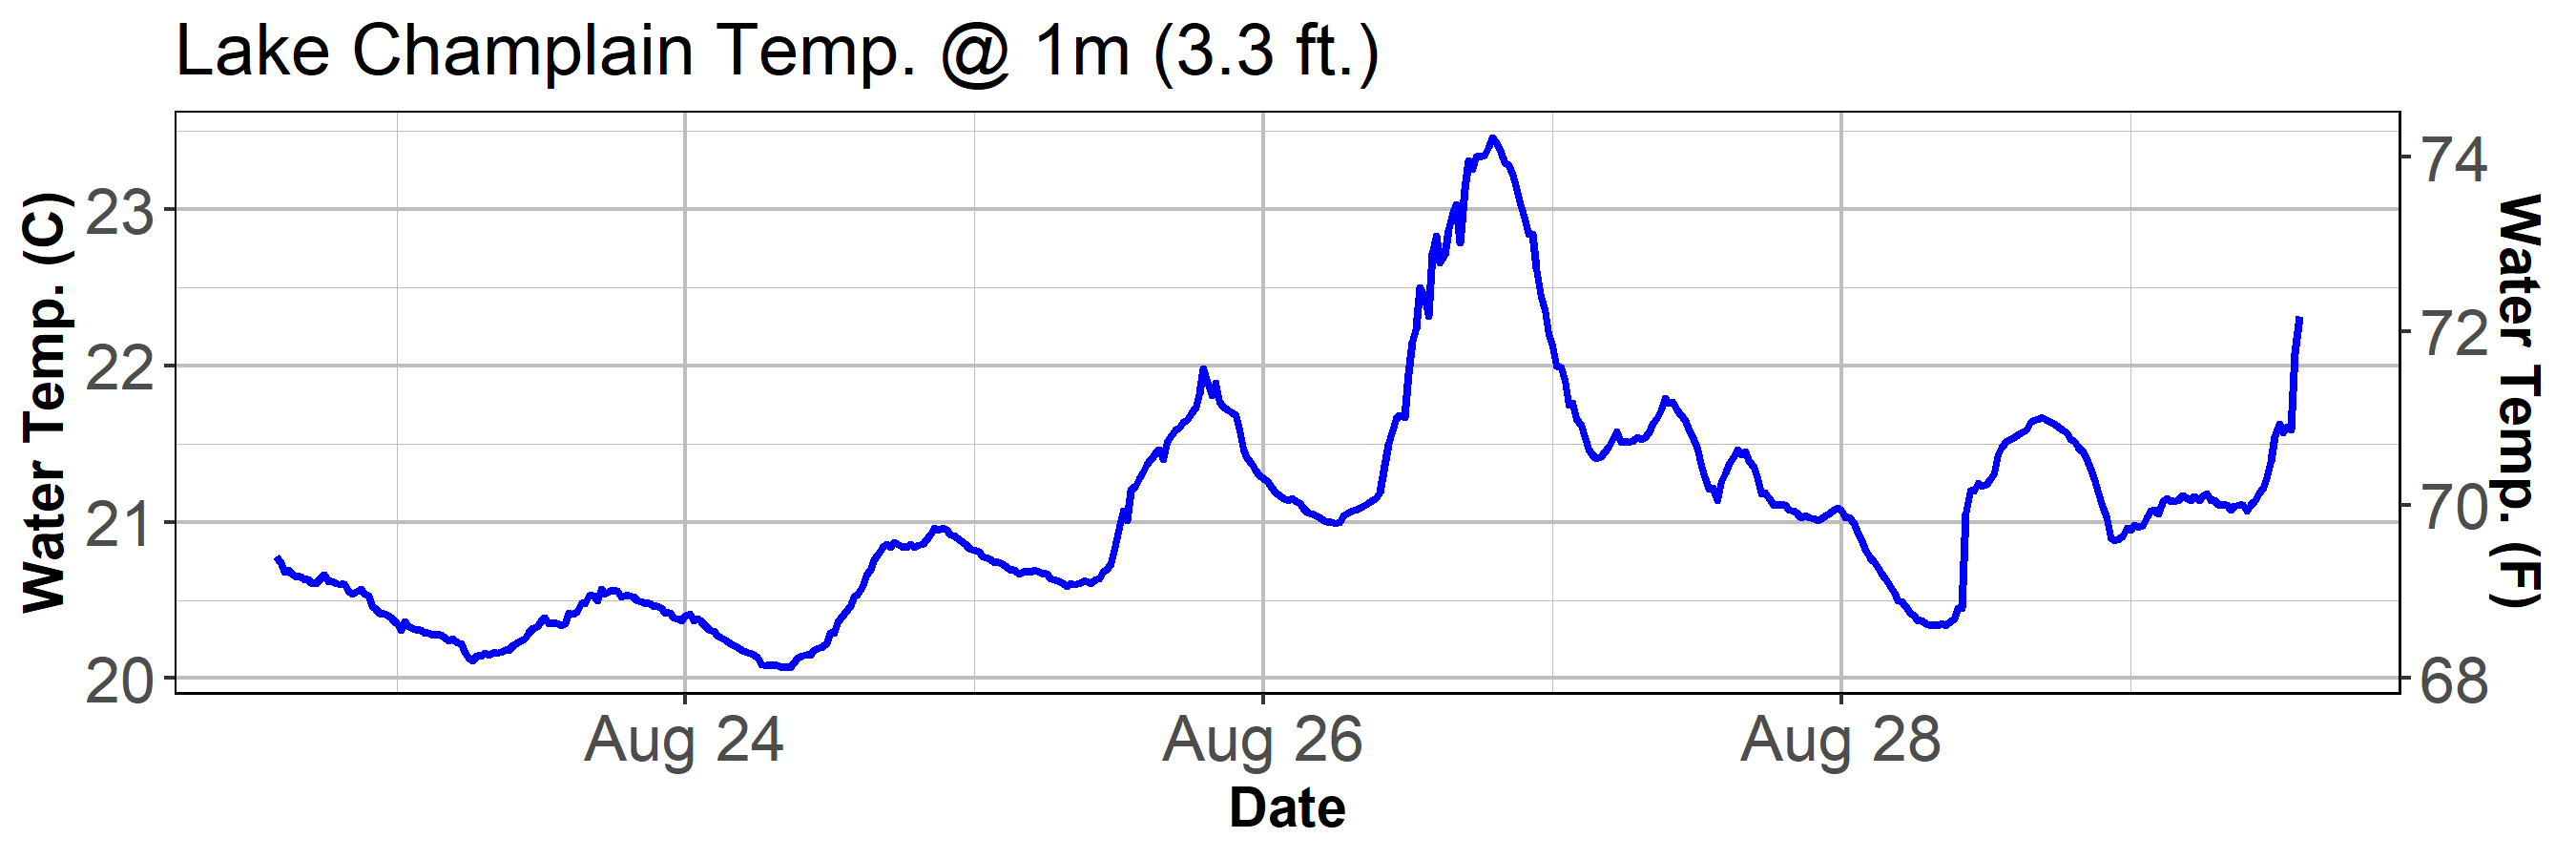 Lake Champlain Temp. @ 1m (3.3 ft.)
Water Temp. (C)
23
22
21
20
74
72
70
68
Water Temp. (F)
Aug 24
Aug 26
Aug 28
Date